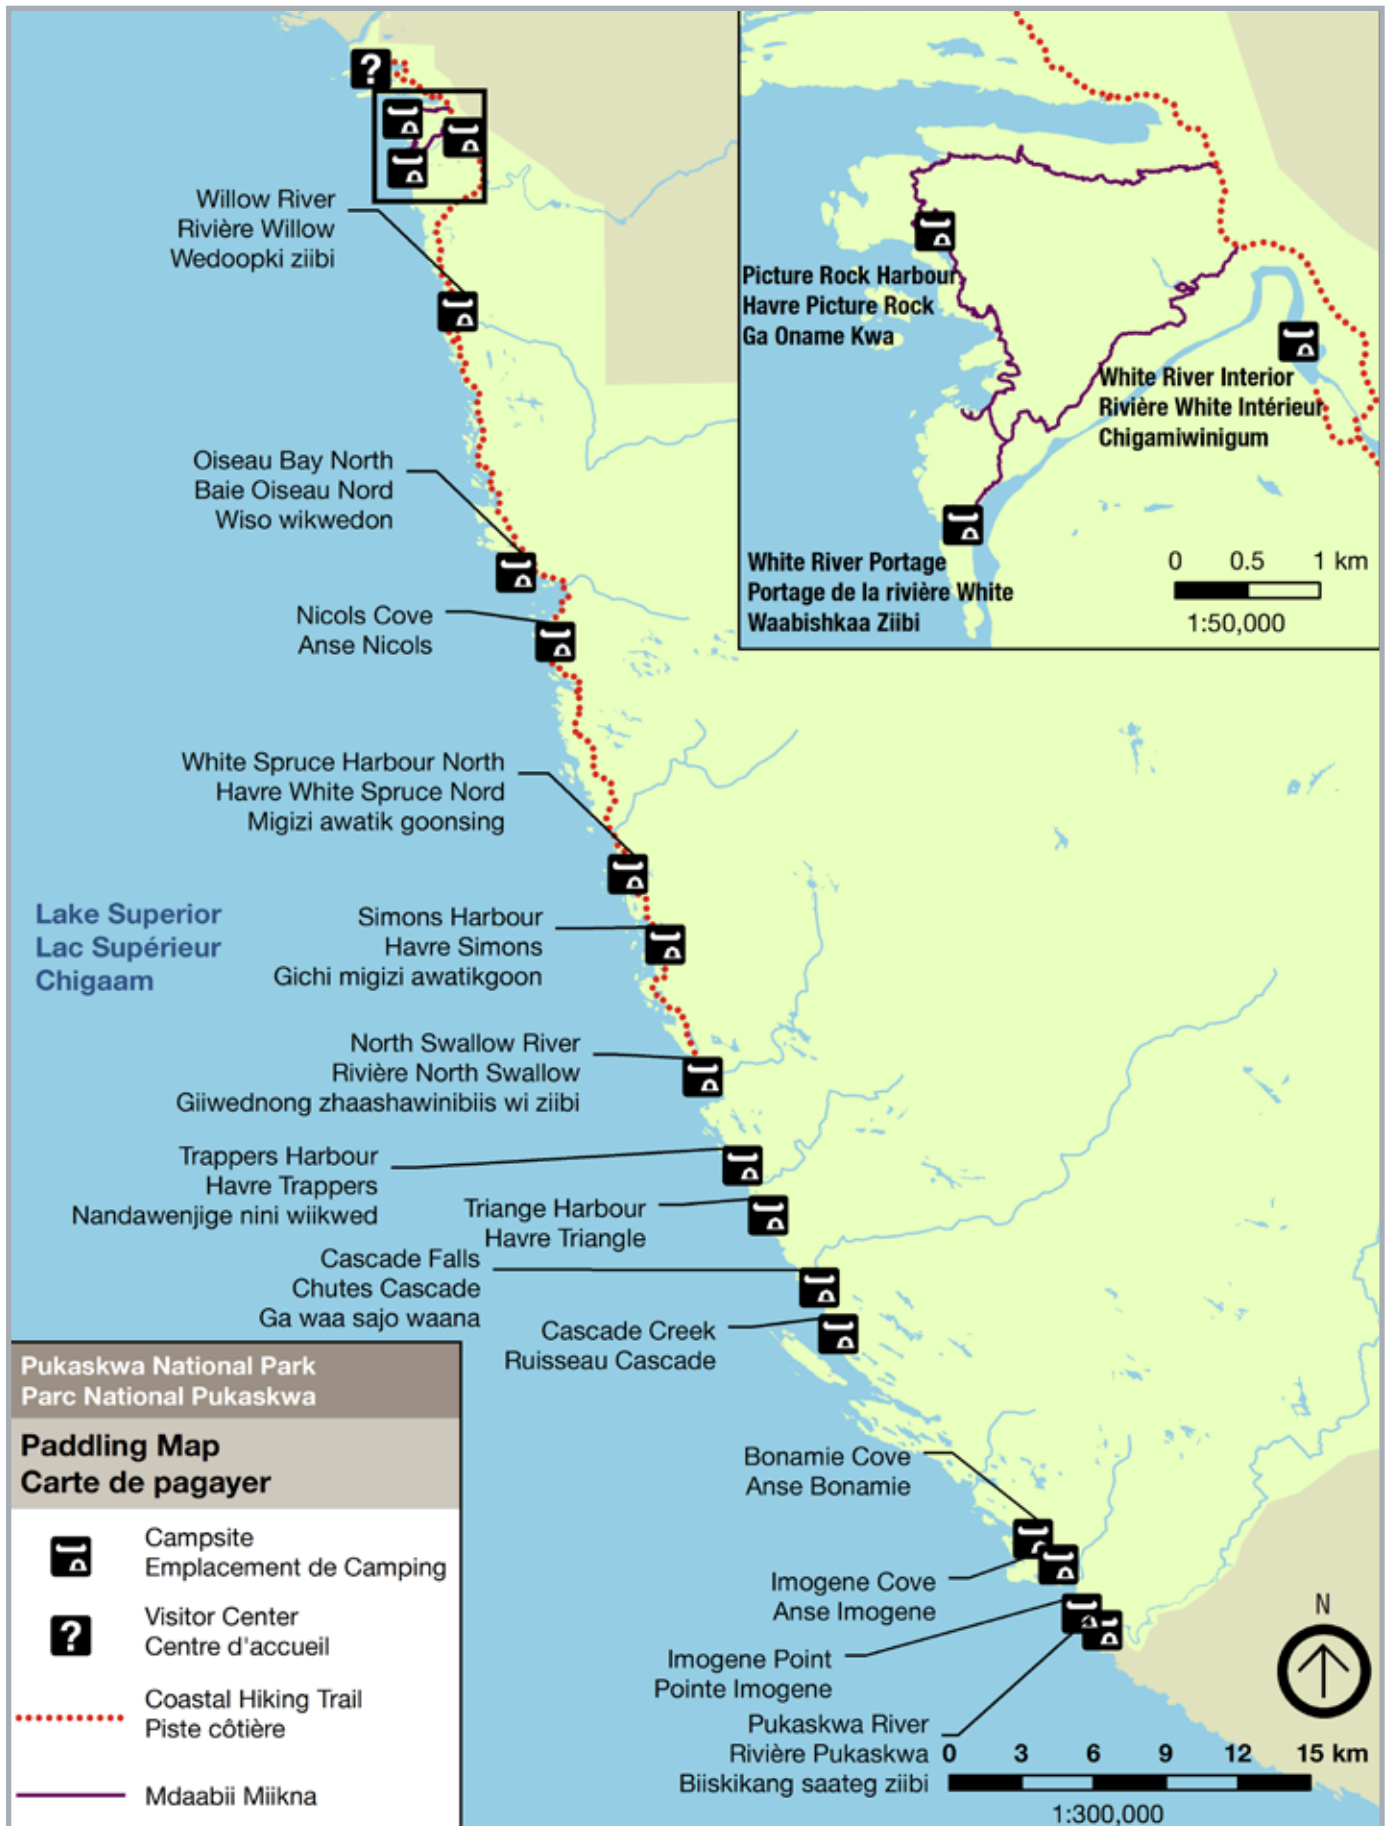 ?
Willow River
Rivière Willow
Wedoopki ziibi
Oiseau Bay North
Baie Oiseau Nord
Wiso wikwedon
Nicols Cove
Anse Nicols
White Spruce Harbour North
Havre White Spruce Nord
Migizi awatik goonsing
Lake Superior
Lac Supérieur
Chigaam
Simons Harbour
Havre Simons
Gichi migizi awatikgoon
North Swallow River
Rivière North Swallow
Giiwednong zhaashawinibiis wi ziibi
Trappers Harbour
Havre Trappers
Nandawenjige nini wiikwed
Triange Harbour
Havre Triangle
Cascade Falls
Chutes Cascade
Ga waa sajo waana
Cascade Creek
Ruisseau Cascade
Bonamie Cove
Anse Bonamie
Imogene Cove
Anse Imogene
Imogene Point
Pointe Imogene
Pukaskwa River
Rivière Pukaskwa
Biiskikang saateg ziibi
Picture Rock Harbour
Havre Picture Rock
Ga Oname Kwa
White River Interior
Rivière White Intérieur
Chigamiwinigum
White River Portage
Portage de la rivière White
Waabishkaa Ziibi
0 0.5 1 km
1:50,000
Pukaskwa National Park
Parc National Pukaskwa
Paddling Map
Carte de pagayer
Campsite
Emplacement de Camping
?
Visitor Center
Centre d'accueil
Coastal Hiking Trail
Piste côtière
Mdaabii Miikna
N
0 3 6 9 12 15 km
1:300,000